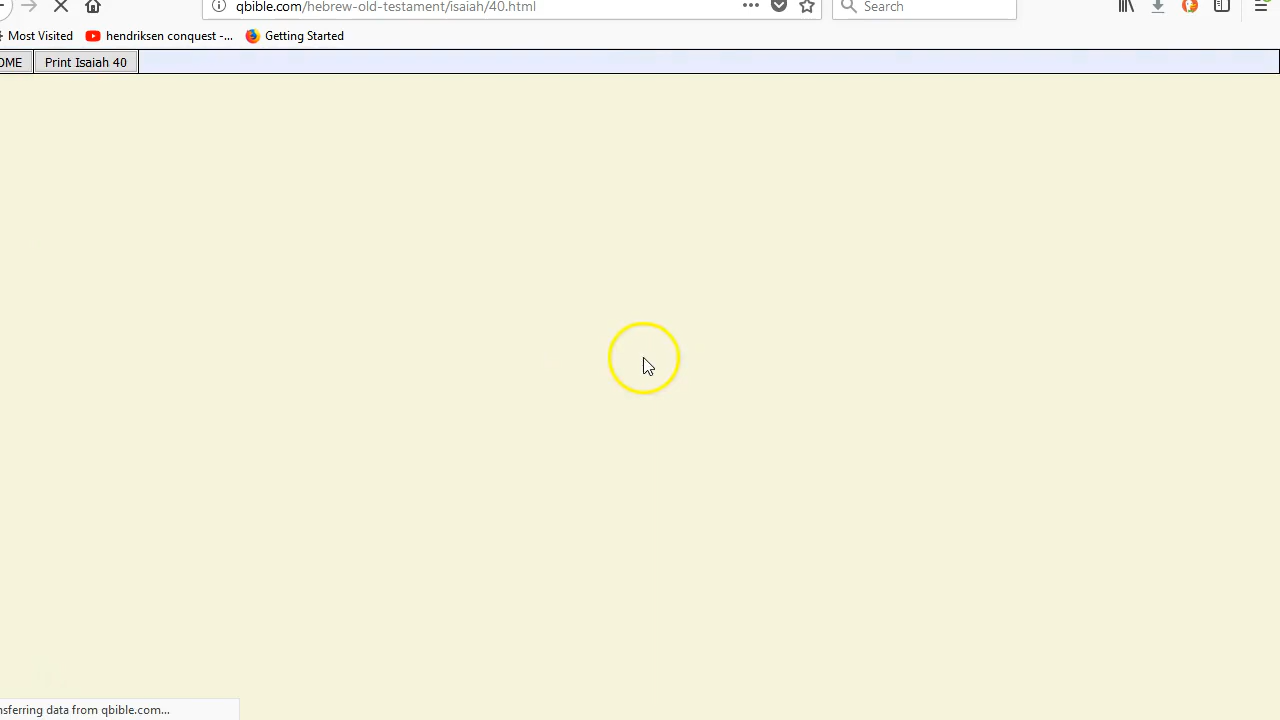 qbible.com/hebrew-old-testament/isaiah/40.html
Search
Most Visited
hendriksen conquest -...
Getting Started
OME
Print Isaiah 40
nsferring data from qbible.com...